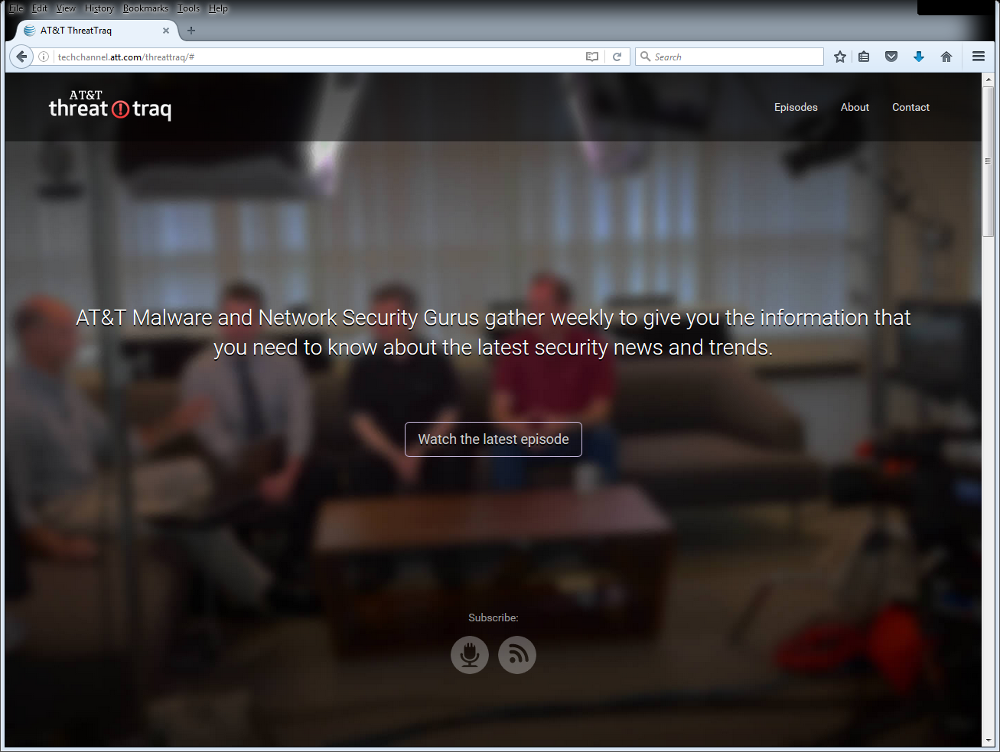 File Edit View History Bookmarks Tools Help
AT&T ThreatTraq
techchannel.att.com/threattraq/#
Search
AT&T
threat traq
Episodes About Contact
AT&T Malware and Network Security Gurus gather weekly to give you the information that
you need to know about the latest security news and trends.
Watch the latest episode
Subscribe: